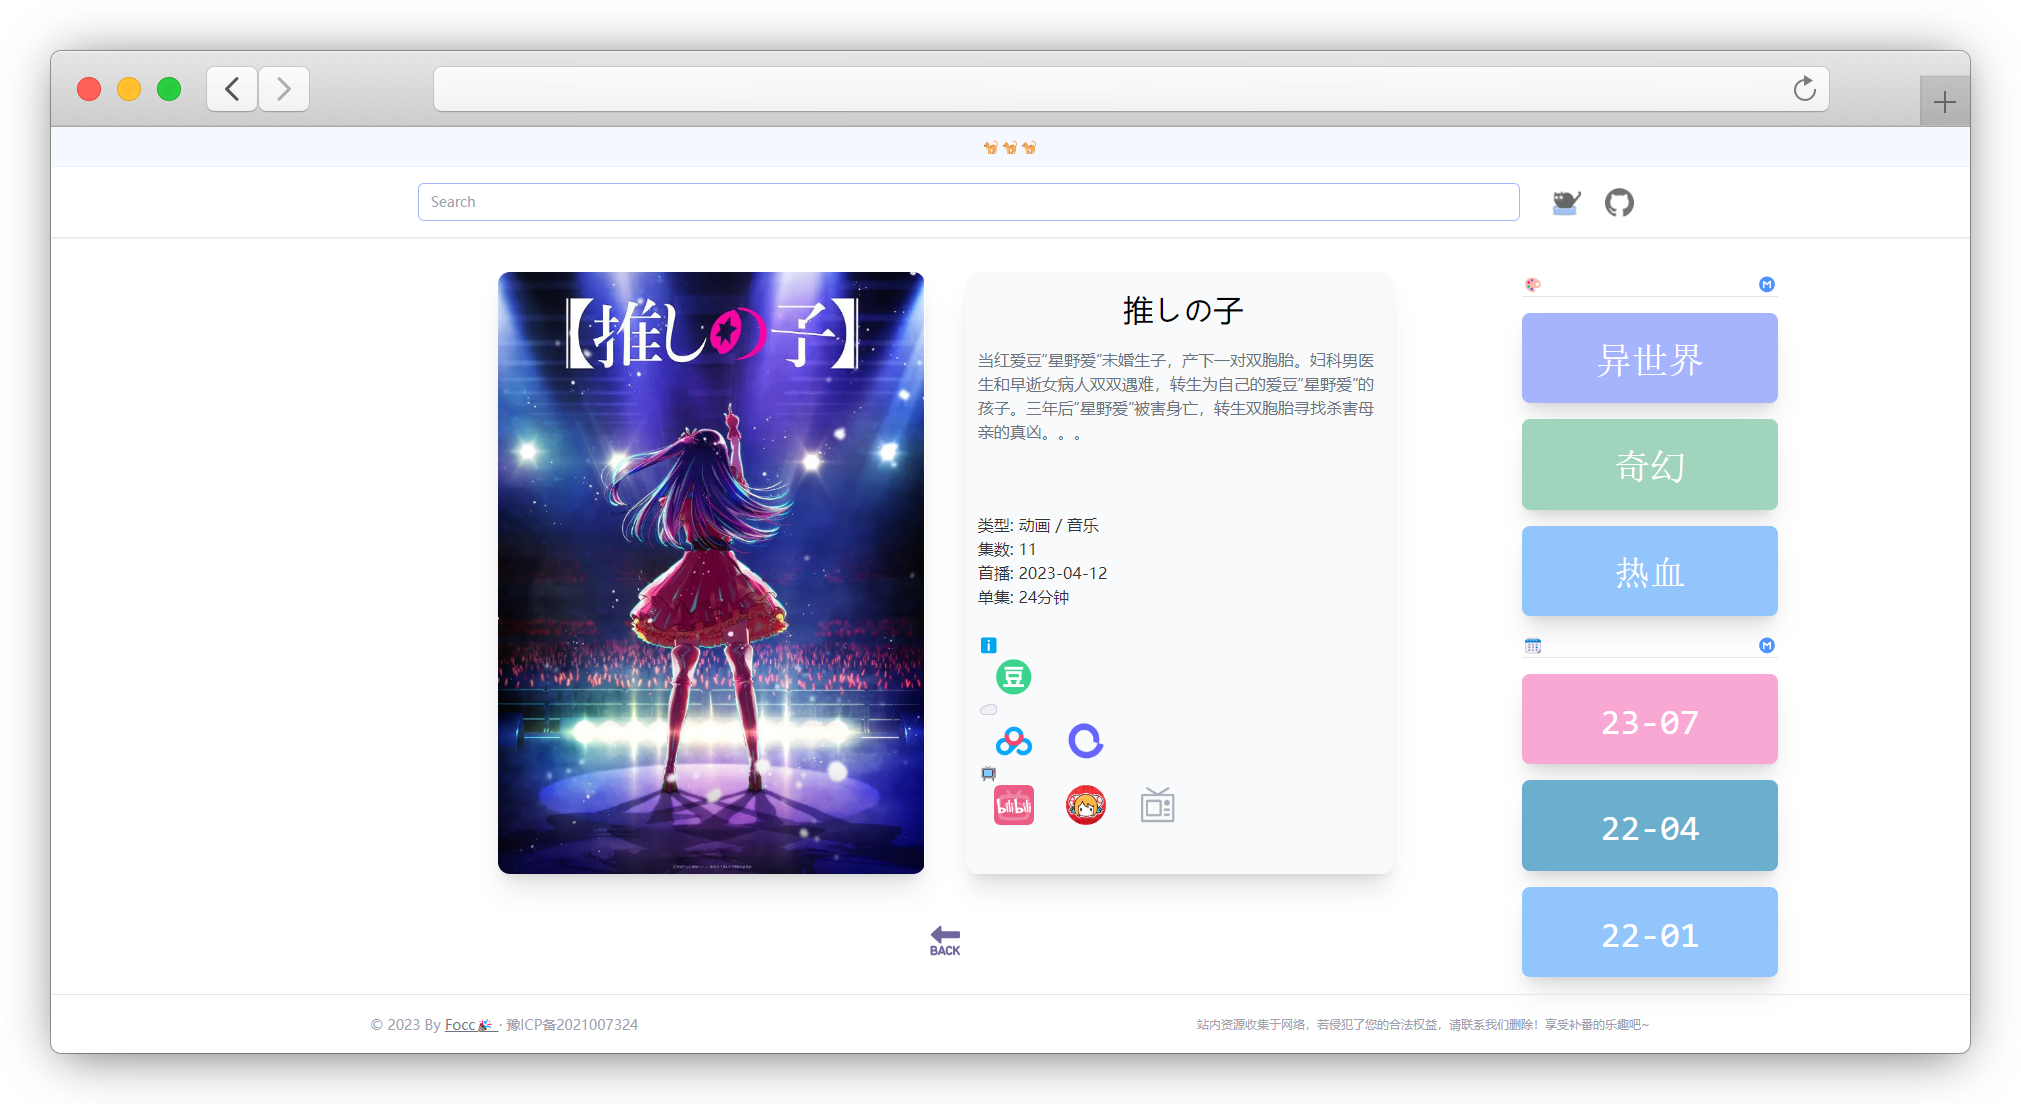 Search
【推しの子】
推しの子
当红爱豆“星野爱”未婚生子，产下一对双胞胎。妇科男医
生和早逝女病人双双遇难，转生为自己的爱豆“星野爱”的
孩子。三年后“星野爱”被害身亡，转生双胞胎寻找杀害母
亲的真凶。。。
类型: 动画 / 音乐
集数: 11
首播: 2023-04-12
单集: 24分钟
豆
bilibili
BACK
M
异世界
奇幻
热血
M
23-07
22-04
22-01
© 2023 By Focc · 豫ICP备2021007324
站内资源收集于网络，若侵犯了您的合法权益，请联系我们删除！享受补番的乐趣吧~